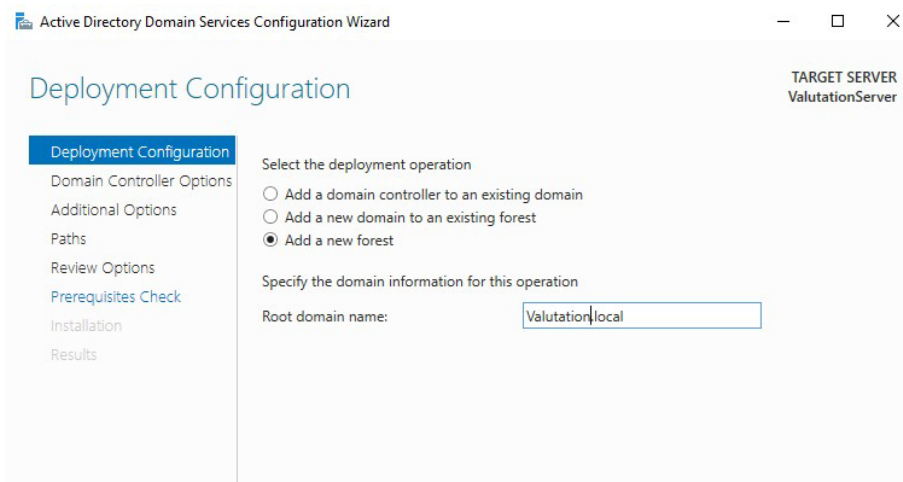 Active Directory Domain Services Configuration Wizard
Deployment Configuration
TARGET SERVER
ValutationServer
Deployment Configuration
Domain Controller Options
Additional Options
Paths
Review Options
Prerequisites Check
Installation
Results
Select the deployment operation
Add a domain controller to an existing domain
Add a new domain to an existing forest
Add a new forest
Specify the domain information for this operation
Root domain name: Valutation.local